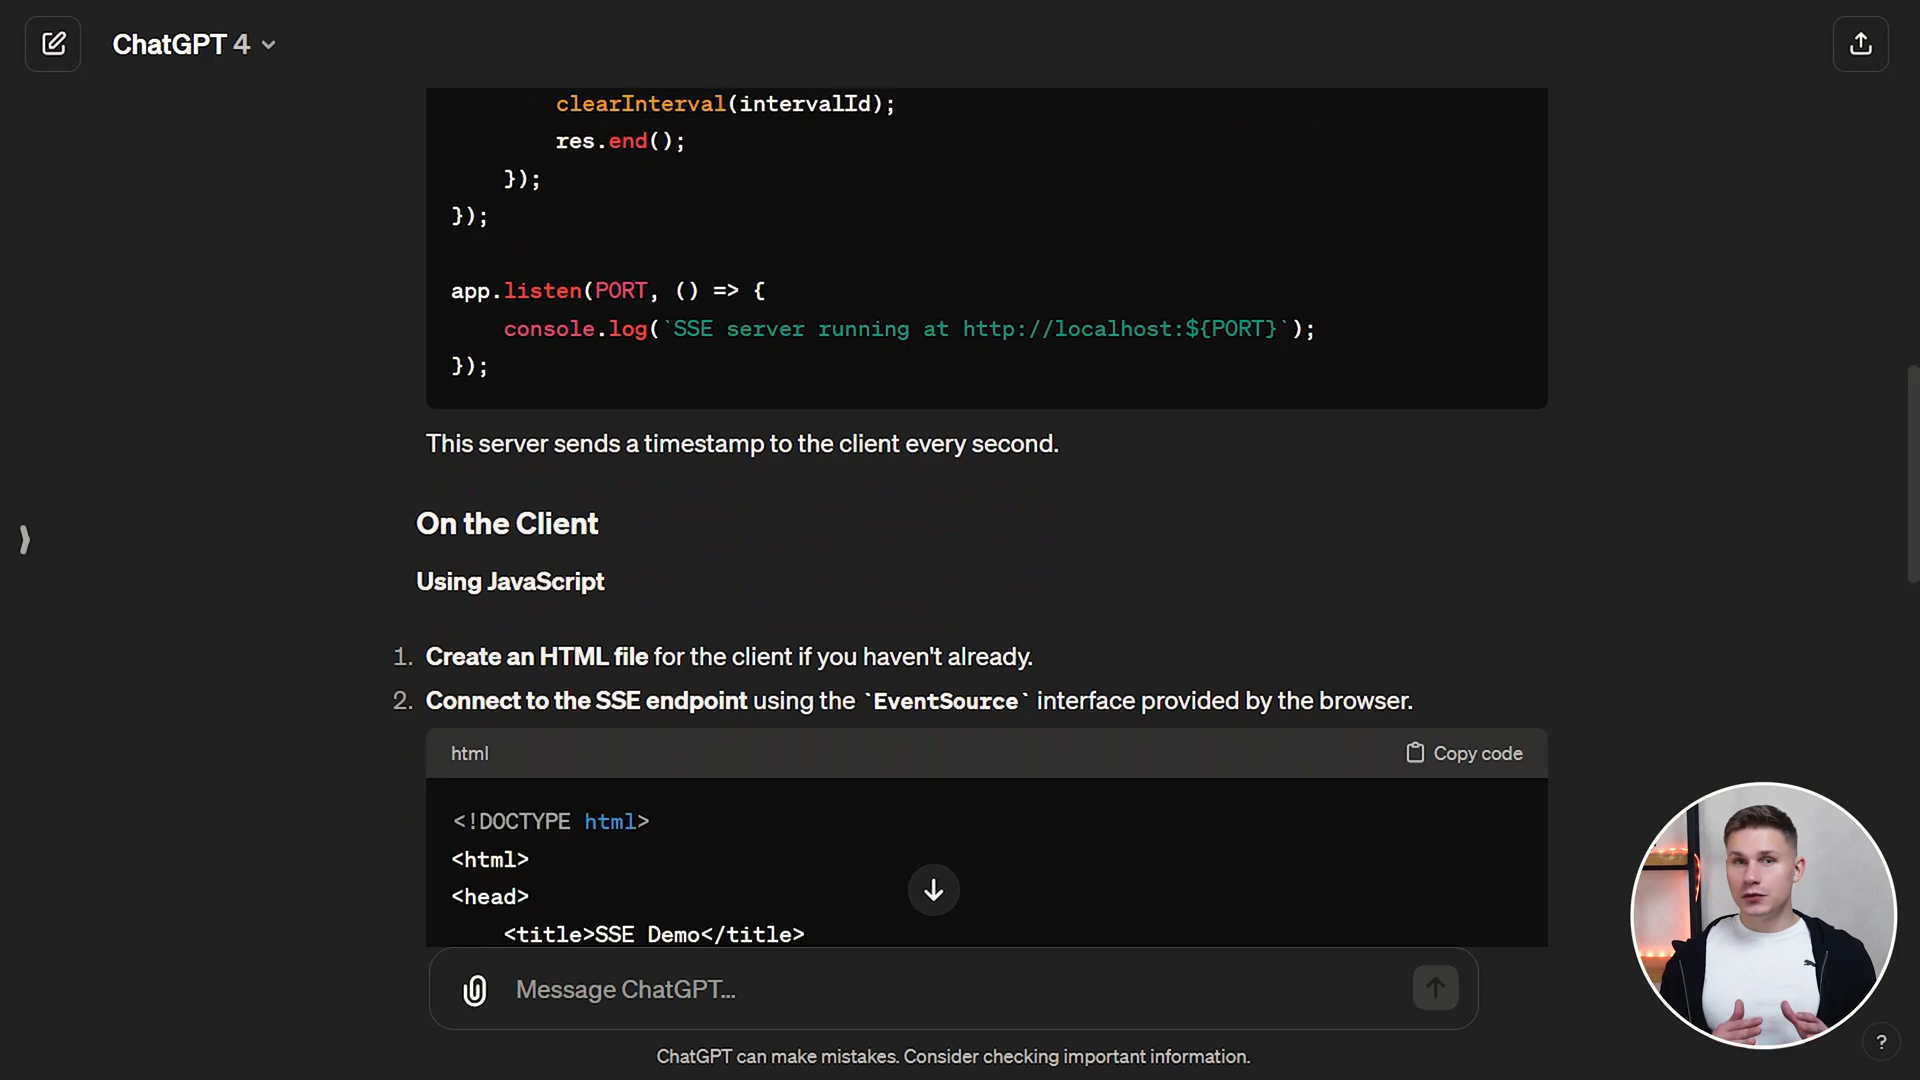 ChatGPT 4
clearInterval(intervalId);
res.end();
});
});
app.listen(PORT, () => {
console.log(`SSE server running at http://localhost:${PORT}`);
});
This server sends a timestamp to the client every second.
On the Client
Using JavaScript
1. Create an HTML file for the client if you haven't already.
2. Connect to the SSE endpoint using the `EventSource` interface provided by the browser.
html Copy code
<!DOCTYPE html>
<html>
<head>
<title>SSE Demo</title>
Message ChatGPT...
ChatGPT can make mistakes. Consider checking important information.
?